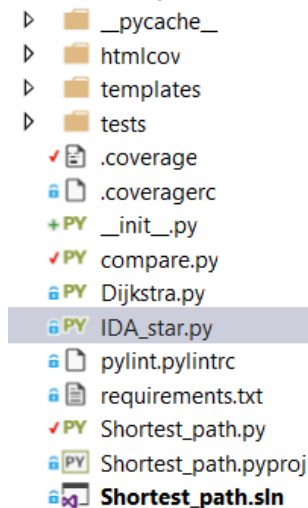 __pycache__
htmlcov
templates
tests
.coverage
.coveragerc
PY __init__.py
PY compare.py
PY Dijkstra.py
PY IDA_star.py
pylint.pylintrc
requirements.txt
PY Shortest_path.py
PY Shortest_path.pyproj
Shortest_path.sln